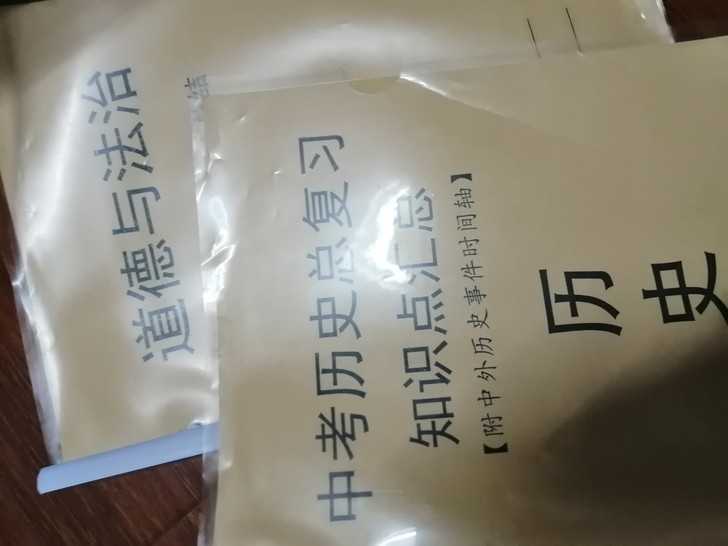 道德与法治
中考历史总复习
知识点汇总
【附中外历史事件时间轴】
历史